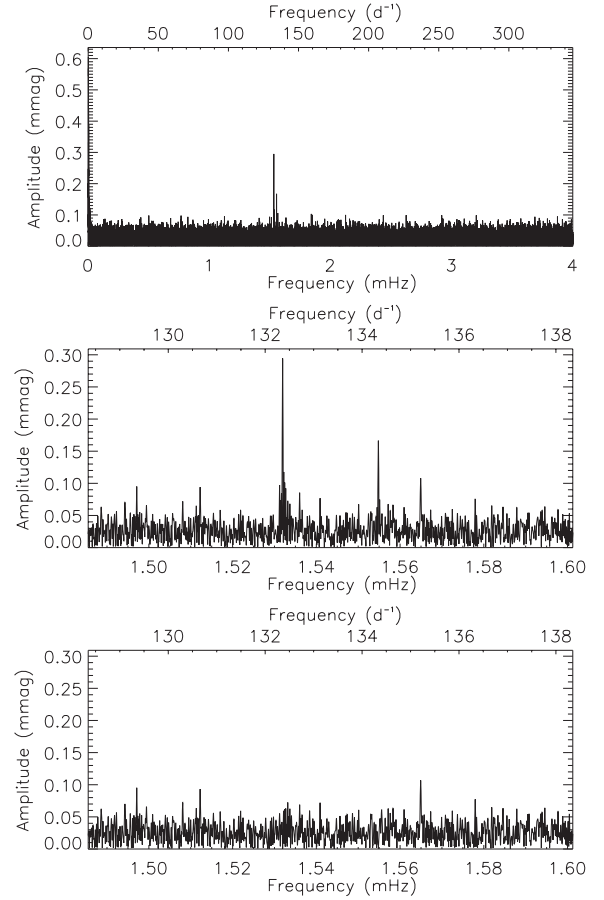 Frequency (d⁻¹)
0 50 100 150 200 250 300
Amplitude (mmag)
0.6
0.5
0.4
0.3
0.2
0.1
0.0
0 1 2 3 4
Frequency (mHz)
Frequency (d⁻¹)
130 132 134 136 138
Amplitude (mmag)
0.30
0.25
0.20
0.15
0.10
0.05
0.00
1.50 1.52 1.54 1.56 1.58 1.60
Frequency (mHz)
Frequency (d⁻¹)
130 132 134 136 138
Amplitude (mmag)
0.30
0.25
0.20
0.15
0.10
0.05
0.00
1.50 1.52 1.54 1.56 1.58 1.60
Frequency (mHz)